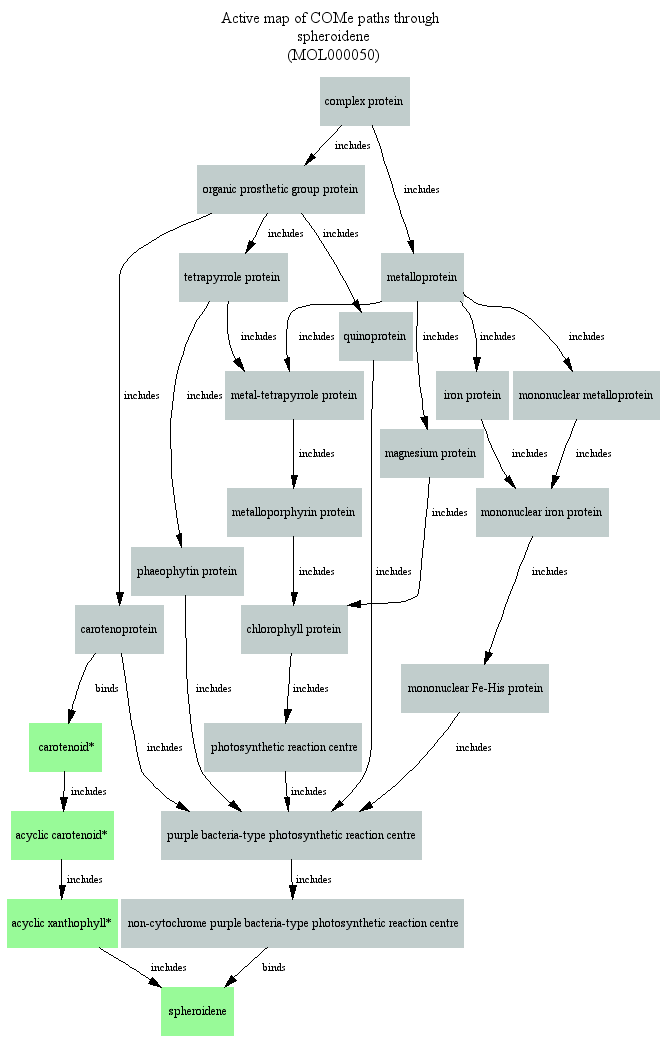 Active map of COMe paths through
spheroidene
(MOL000050)
complex protein
includes
organic prosthetic group protein
includes
includes
includes
tetrapyrrole protein
metalloprotein
includes
includes
quinoprotein
includes
includes
includes
metal-tetrapyrrole protein
iron protein
mononuclear metalloprotein
includes
includes
magnesium protein
includes
includes
includes
metalloporphyrin protein
mononuclear iron protein
includes
phaeophytin protein
includes
includes
includes
carotenoprotein
chlorophyll protein
binds
includes
includes
mononuclear Fe-His protein
carotenoid*
includes
photosynthetic reaction centre
includes
includes
includes
acyclic carotenoid*
purple bacteria-type photosynthetic reaction centre
includes
includes
acyclic xanthophyll*
non-cytochrome purple bacteria-type photosynthetic reaction centre
includes
binds
spheroidene